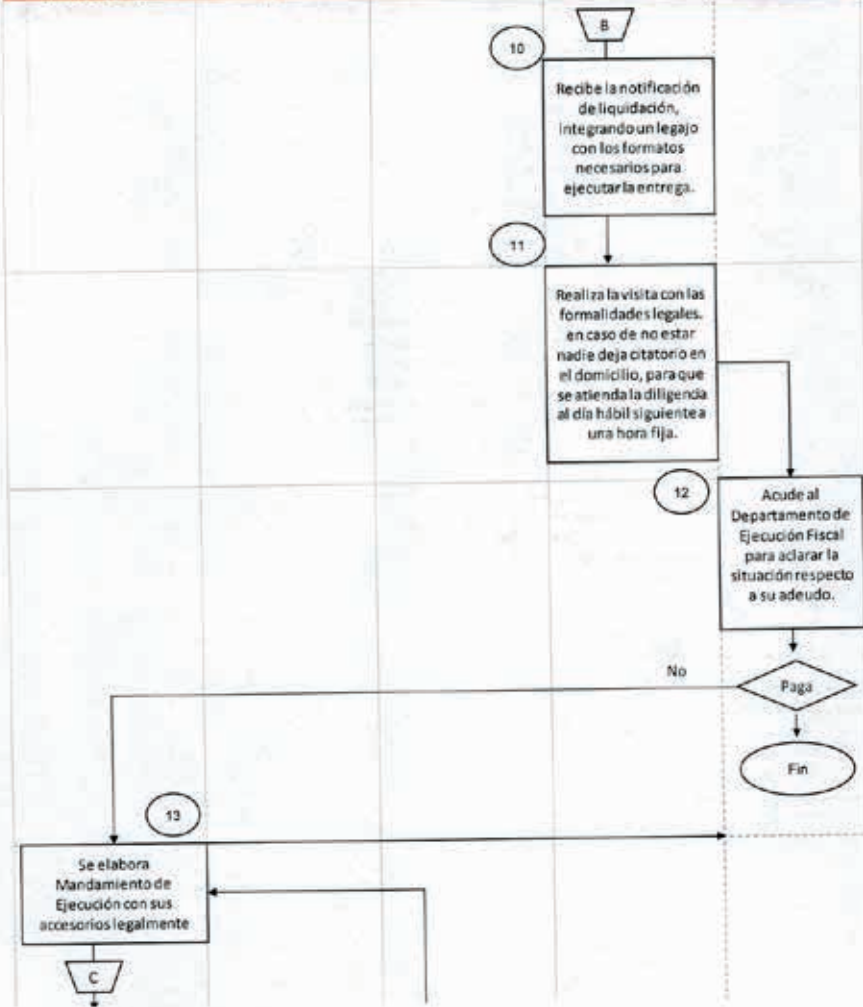 B
10
Recibe la notificación
de liquidación,
integrando un legajo
con los formatos
necesarios para
ejecutar la entrega.
11
Realiza la visita con las
formalidades legales.
en caso de no estar
nadie deja citatorio en
el domicilio, para que
se atienda la diligencia
al día hábil siguiente a
una hora fija.
12
Acude al
Departamento de
Ejecución Fiscal
para aclarar la
situación respecto
a su adeudo.
No
Paga
Fin
13
Se elabora
Mandamiento de
Ejecución con sus
accesorios legalmente
C